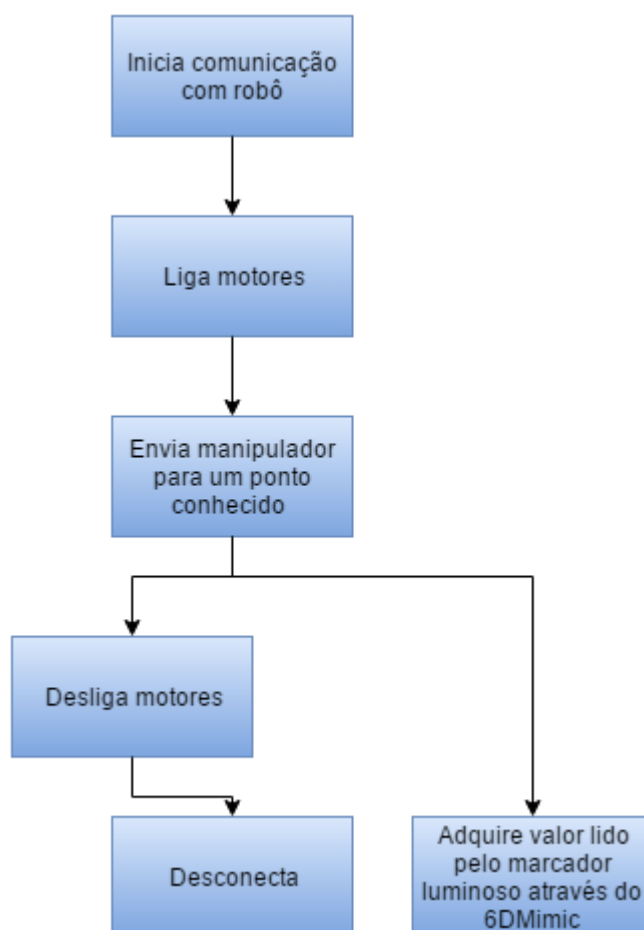 Inicia comunicação
com robô
Liga motores
Envia manipulador
para um ponto
conhecido
Desliga motores
Desconecta
Adquire valor lido
pelo marcador
luminoso através do
6DMimic